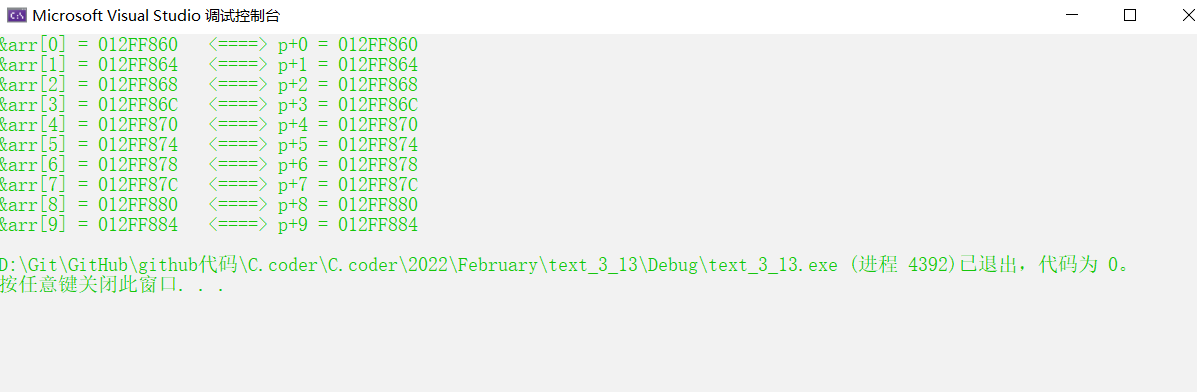 Microsoft Visual Studio 调试控制台
&arr[0] = 012FF860   <====> p+0 = 012FF860
&arr[1] = 012FF864   <====> p+1 = 012FF864
&arr[2] = 012FF868   <====> p+2 = 012FF868
&arr[3] = 012FF86C   <====> p+3 = 012FF86C
&arr[4] = 012FF870   <====> p+4 = 012FF870
&arr[5] = 012FF874   <====> p+5 = 012FF874
&arr[6] = 012FF878   <====> p+6 = 012FF878
&arr[7] = 012FF87C   <====> p+7 = 012FF87C
&arr[8] = 012FF880   <====> p+8 = 012FF880
&arr[9] = 012FF884   <====> p+9 = 012FF884
D:\Git\GitHub\github代码\C.coder\C.coder\2022\February\text_3_13\Debug\text_3_13.exe (进程 4392)已退出，代码为 0。
按任意键关闭此窗口. . .